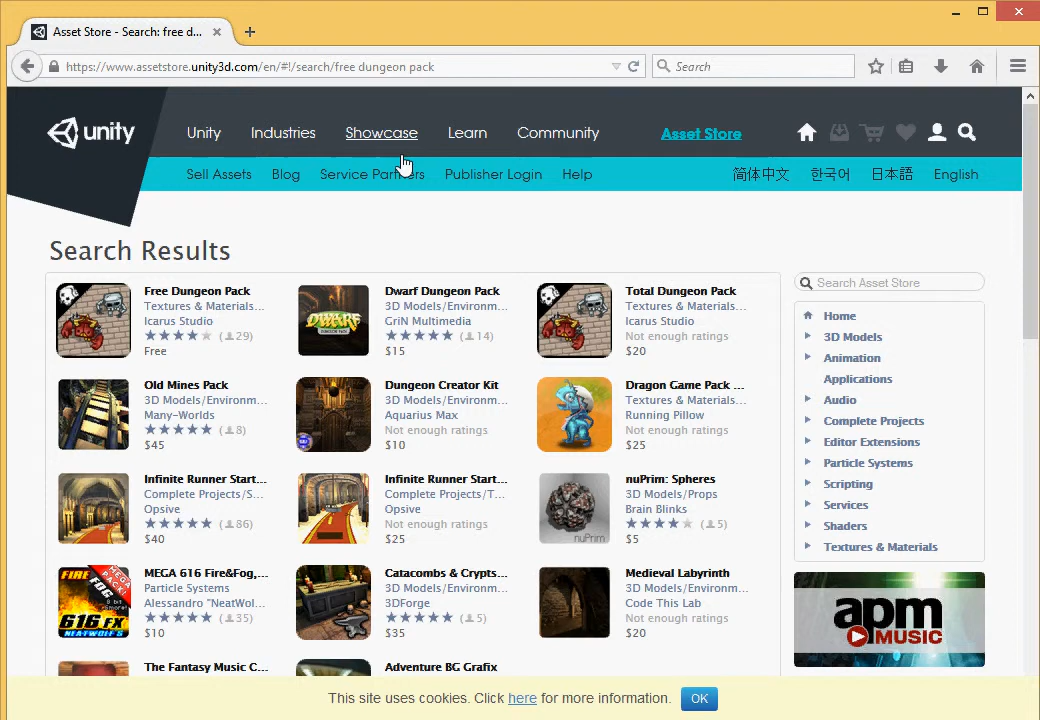 Asset Store - Search: free d...
https://www.assetstore.unity3d.com/en/#!/search/free dungeon pack
Search
unity
Unity Industries Showcase Learn Community Asset Store
Sell Assets Blog Service Partners Publisher Login Help 简体中文 한국어 日本語 English
Search Results
Free Dungeon Pack
Textures & Materials...
Icarus Studio
(29)
Free
Dwarf Dungeon Pack
3D Models/Environm...
GriN Multimedia
(14)
$15
Total Dungeon Pack
Textures & Materials...
Icarus Studio
Not enough ratings
$20
Old Mines Pack
3D Models/Environm...
Many-Worlds
(8)
$45
Dungeon Creator Kit
3D Models/Environm...
Aquarius Max
Not enough ratings
$10
Dragon Game Pack ...
Textures & Materials...
Running Pillow
Not enough ratings
$25
Infinite Runner Start...
Complete Projects/S...
Opsive
(86)
$40
Infinite Runner Start...
Complete Projects/T...
Opsive
Not enough ratings
$25
nuPrim: Spheres
3D Models/Props
Brain Blinks
(5)
$5
MEGA 616 Fire&Fog,...
Particle Systems
Alessandro "NeatWol...
(35)
$10
Catacombs & Crypts...
3D Models/Environm...
3DForge
(5)
$35
Medieval Labyrinth
3D Models/Environm...
Code This Lab
Not enough ratings
$20
The Fantasy Music C...
Adventure BG Grafix
DWARF
nuPrim
FIRE
FOG
MEGA PACK!
616 FX
NEATWOLF'S
Search Asset Store
Home
3D Models
Animation
Applications
Audio
Complete Projects
Editor Extensions
Particle Systems
Scripting
Services
Shaders
Textures & Materials
apm
MUSIC
This site uses cookies. Click here for more information. OK